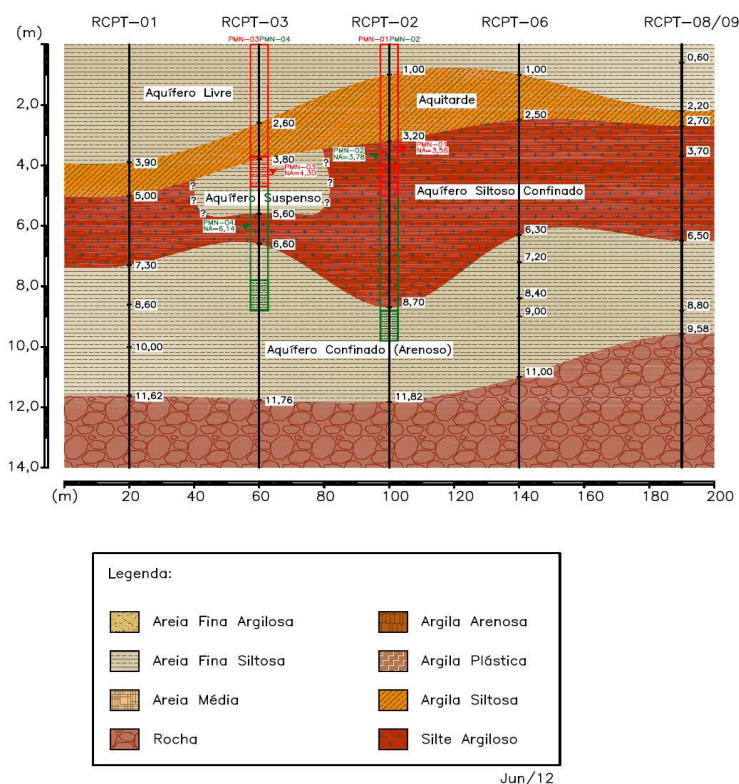 (m)
RCPT-01
RCPT-03
RCPT-02
RCPT-06
RCPT-08/09
PMN-03
PMN-04
PMN-01
PMN-02
0,60
1,00
1,00
Aquífero Livre
Aquitarde
2,0
2,20
2,60
2,50
2,70
3,20
PMN-01
NA=3,56
PMN-02
NA=3,78
3,90
3,80
3,70
4,0
PMN-03
NA=4,30
?
?
Aquífero Siltoso Confinado
5,00
Aquífero Suspenso
?
?
5,60
6,0
PMN-04
NA=6,14
6,60
6,30
6,50
7,30
7,20
8,0
8,60
8,70
8,40
8,80
9,00
9,58
10,0
10,00
Aquífero Confinado (Arenoso)
11,00
11,62
11,76
11,82
12,0
14,0
(m)
20
40
60
80
100
120
140
160
180
200
Legenda:
Areia Fina Argilosa
Argila Arenosa
Areia Fina Siltosa
Argila Plástica
Areia Média
Argila Siltosa
Rocha
Silte Argiloso
Jun/12